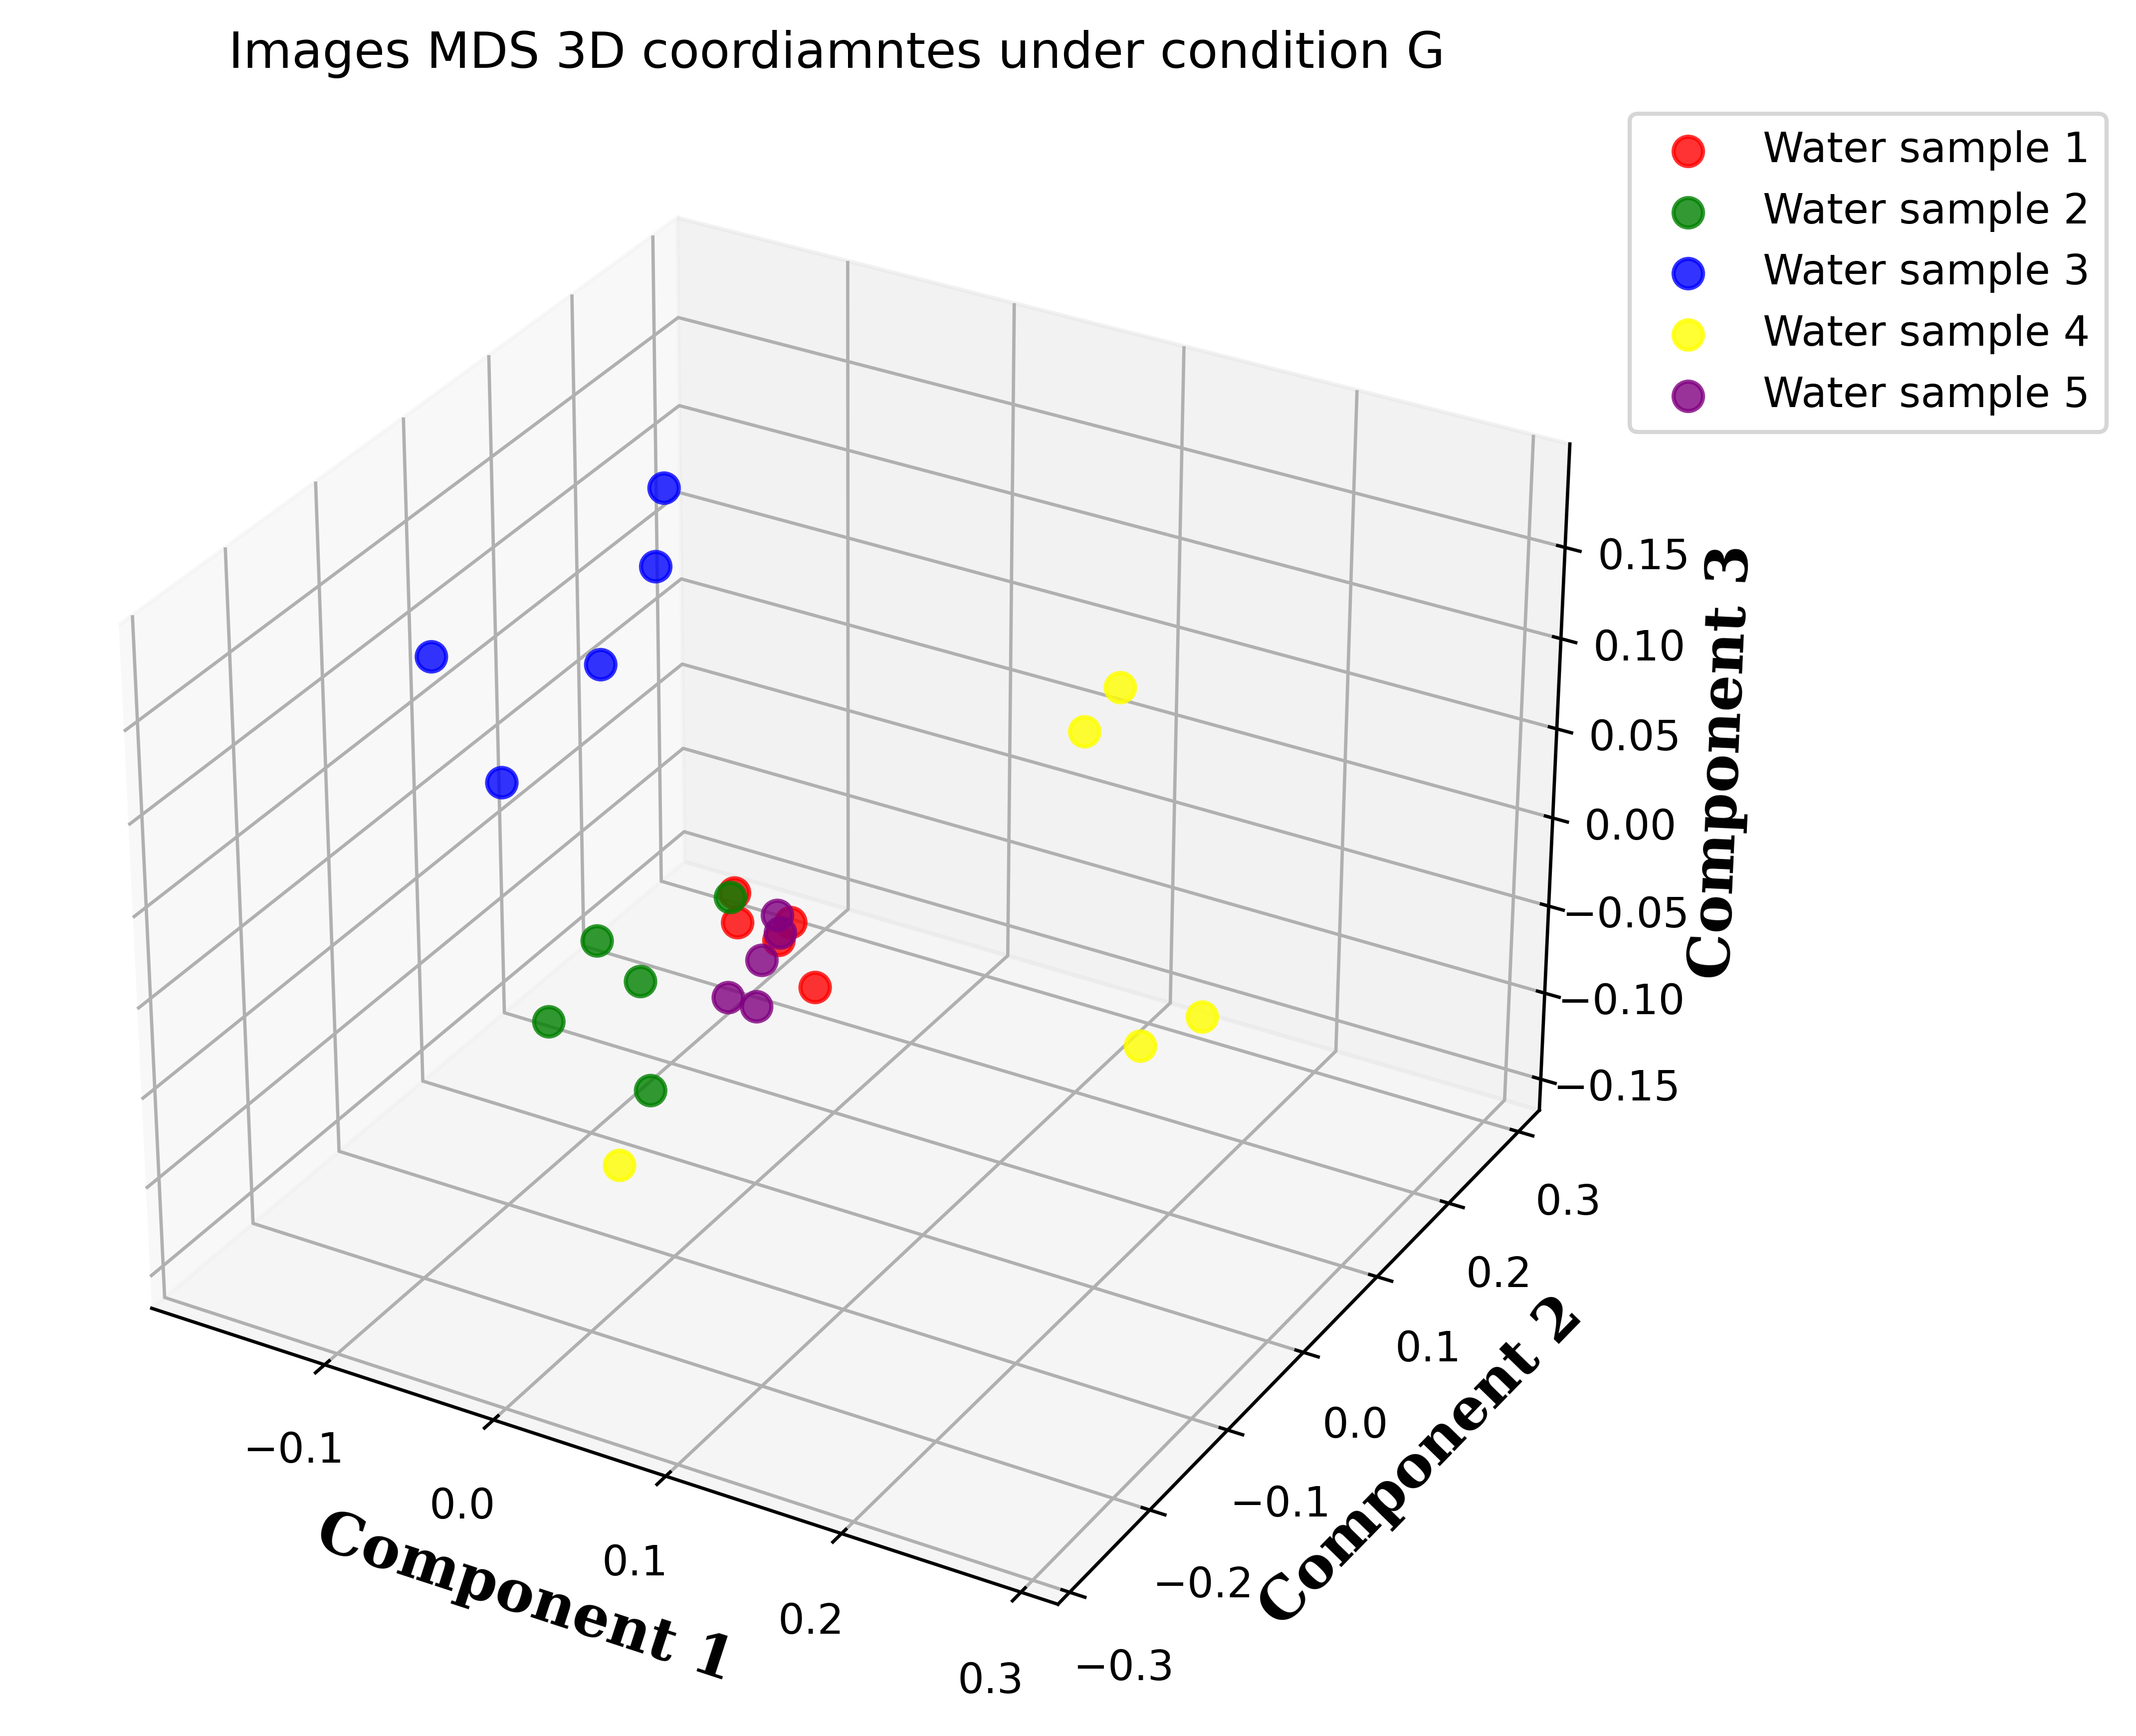 Images MDS 3D coordiamntes under condition G
Water sample 1
Water sample 2
Water sample 3
Water sample 4
Water sample 5
0.15
0.10
0.05
0.00
−0.05
−0.10
−0.15
Component 3
0.3
0.2
0.1
0.0
−0.1
−0.2
−0.3
Component 2
−0.1
0.0
0.1
0.2
0.3
Component 1